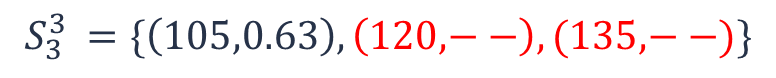 $S_3^3 = \{(105,0.63), (120,- -), (135,- -)\}$